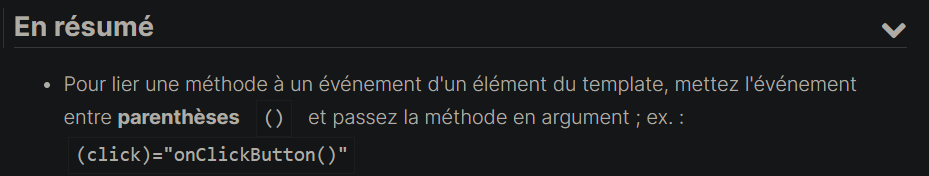 En résumé
• Pour lier une méthode à un événement d'un élément du template, mettez l'événement
entre parenthèses () et passez la méthode en argument ; ex. :
(click)="onClickButton()"